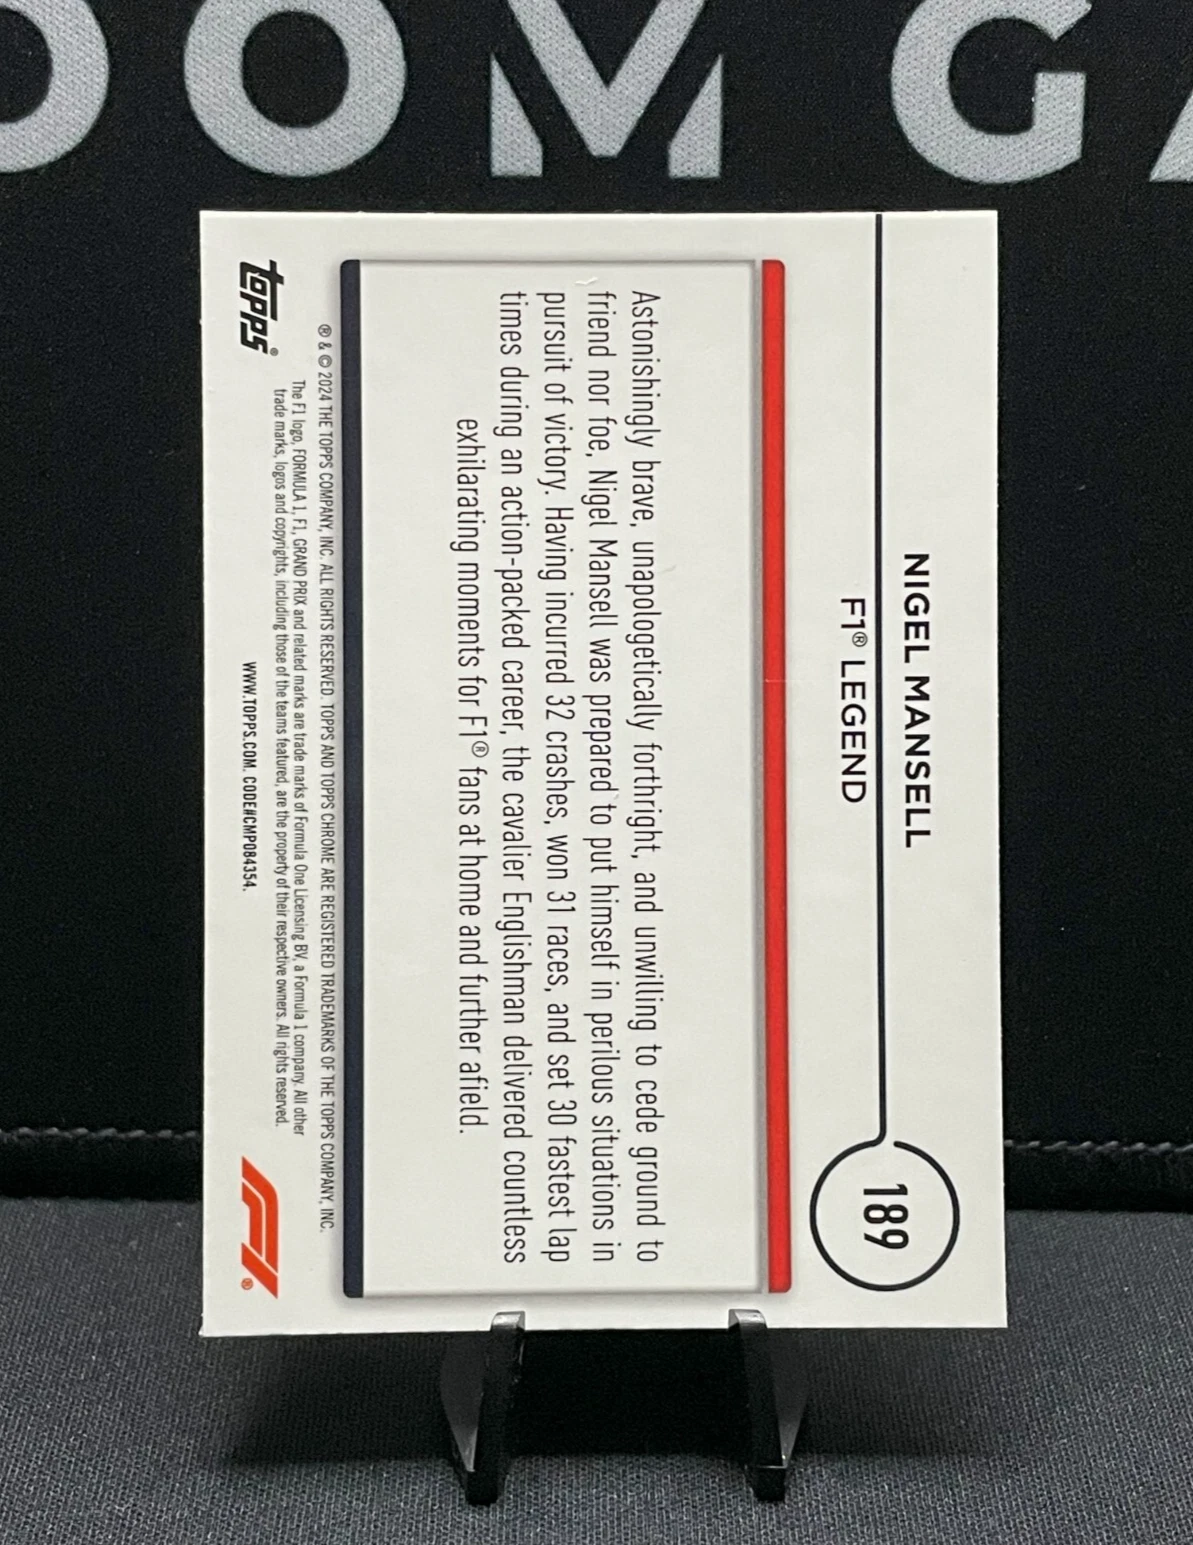 OOM GA
NIGEL MANSELL
F1® LEGEND
189
Astonishingly brave, unapologetically forthright, and unwilling to cede ground to
friend nor foe, Nigel Mansell was prepared to put himself in perilous situations in
pursuit of victory. Having incurred 32 crashes, won 31 races, and set 30 fastest lap
times during an action-packed career, the cavalier Englishman delivered countless
exhilarating moments for F1® fans at home and further afield.
® & © 2024 THE TOPPS COMPANY, INC. ALL RIGHTS RESERVED. TOPPS AND TOPPS CHROME ARE REGISTERED TRADEMARKS OF THE TOPPS COMPANY, INC.
The F1 logo, FORMULA 1, F1, GRAND PRIX and related marks are trade marks of Formula One Licensing BV, a Formula 1 company. All other
trade marks, logos and copyrights, including those of the teams featured, are the property of their respective owners. All rights reserved.
WWW.TOPPS.COM. CODE#CMP084354.
topps®
F1®